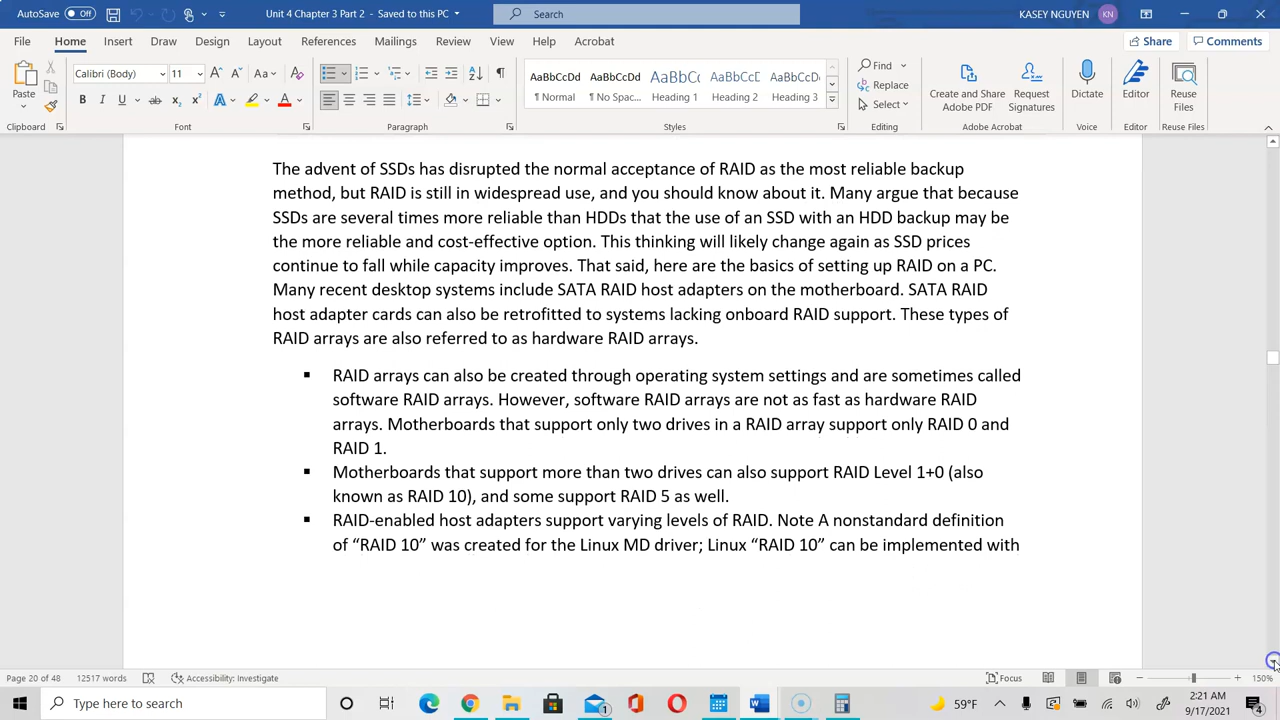 AutoSave Off
Unit 4 Chapter 3 Part 2 - Saved to this PC
Search
KASEY NGUYEN KN
File Home Insert Draw Design Layout References Mailings Review View Help Acrobat
Share Comments
Paste
Calibri (Body) 11
AaBbCcDd AaBbCcDd AaBbC AaBbCcD AaBbCcD
¶ Normal ¶ No Spac... Heading 1 Heading 2 Heading 3
Find
Replace
Select
Create and Share Adobe PDF
Request Signatures
Dictate
Editor
Reuse Files
Clipboard Font Paragraph Styles Editing Adobe Acrobat Voice Editor Reuse Files
The advent of SSDs has disrupted the normal acceptance of RAID as the most reliable backup
method, but RAID is still in widespread use, and you should know about it. Many argue that because
SSDs are several times more reliable than HDDs that the use of an SSD with an HDD backup may be
the more reliable and cost-effective option. This thinking will likely change again as SSD prices
continue to fall while capacity improves. That said, here are the basics of setting up RAID on a PC.
Many recent desktop systems include SATA RAID host adapters on the motherboard. SATA RAID
host adapter cards can also be retrofitted to systems lacking onboard RAID support. These types of
RAID arrays are also referred to as hardware RAID arrays.
▪ RAID arrays can also be created through operating system settings and are sometimes called
software RAID arrays. However, software RAID arrays are not as fast as hardware RAID
arrays. Motherboards that support only two drives in a RAID array support only RAID 0 and
RAID 1.
▪ Motherboards that support more than two drives can also support RAID Level 1+0 (also
known as RAID 10), and some support RAID 5 as well.
▪ RAID-enabled host adapters support varying levels of RAID. Note A nonstandard definition
of “RAID 10” was created for the Linux MD driver; Linux “RAID 10” can be implemented with
Page 20 of 48 12517 words Accessibility: Investigate Focus 150%
Type here to search
59°F
2:21 AM
9/17/2021